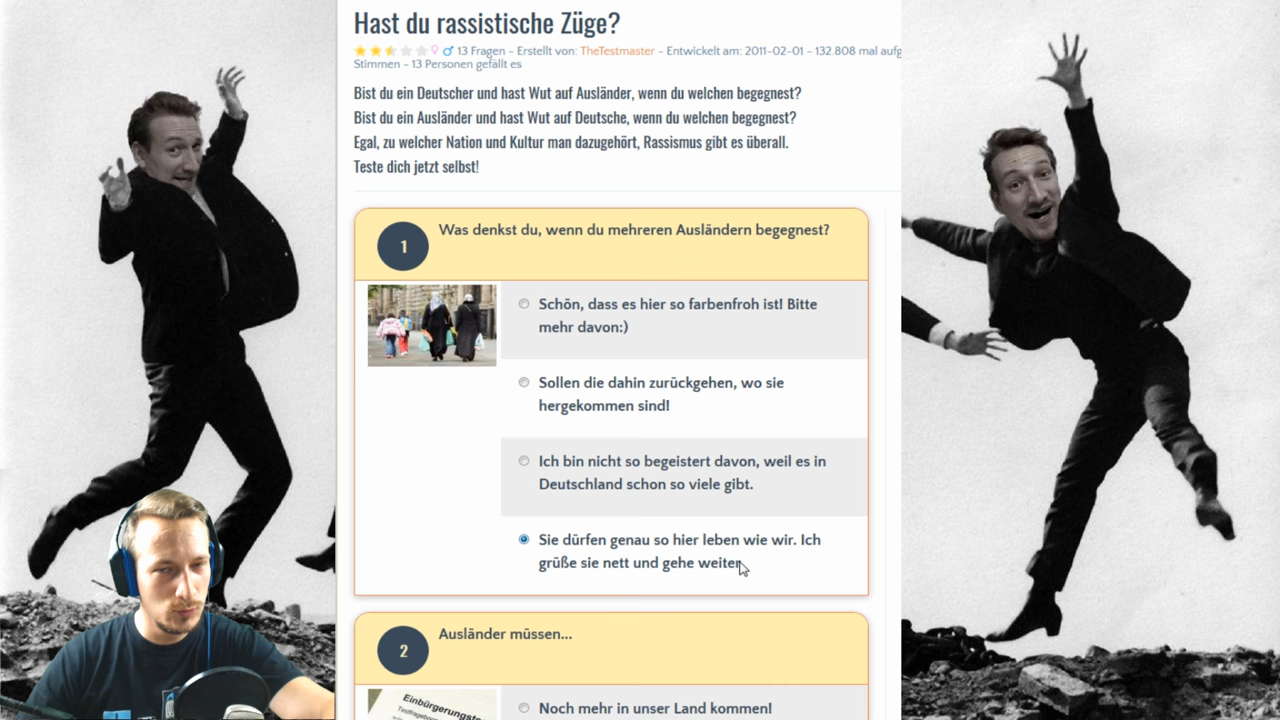 Hast du rassistische Züge?
13 Fragen - Erstellt von: TheTestmaster - Entwickelt am: 2011-02-01 - 132.808 mal
Stimmen - 13 Personen gefällt es
Bist du ein Deutscher und hast Wut auf Ausländer, wenn du welchen begegnest?
Bist du ein Ausländer und hast Wut auf Deutsche, wenn du welchen begegnest?
Egal, zu welcher Nation und Kultur man dazugehört, Rassismus gibt es überall.
Teste dich jetzt selbst!
1
Was denkst du, wenn du mehreren Ausländern begegnest?
Schön, dass es hier so farbenfroh ist! Bitte
mehr davon:)
Sollen die dahin zurückgehen, wo sie
hergekommen sind!
Ich bin nicht so begeistert davon, weil es in
Deutschland schon so viele gibt.
Sie dürfen genau so hier leben wie wir. Ich
grüße sie nett und gehe weiter
2
Ausländer müssen...
Noch mehr in unser Land kommen!